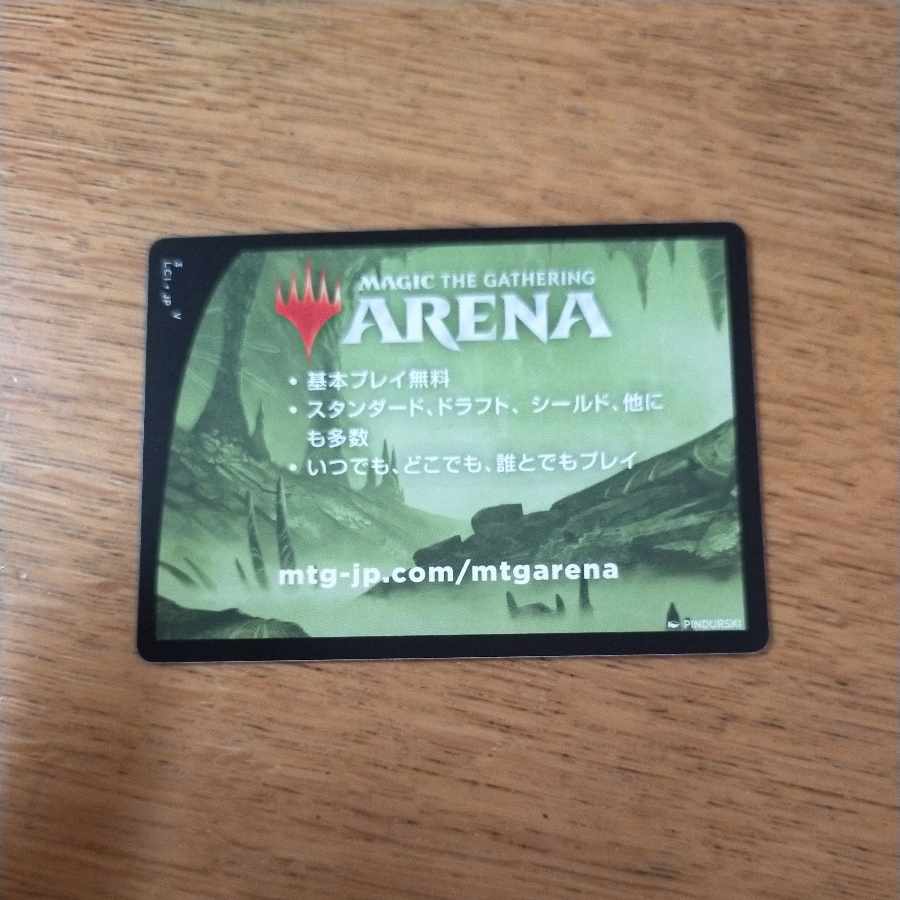 MAGIC THE GATHERING
ARENA
• 基本プレイ無料
• スタンダード、ドラフト、シールド、他に
も多数
• いつでも、どこでも、誰とでもプレイ
mtg-jp.com/mtgarena
PINDURSKI
LCI • JP